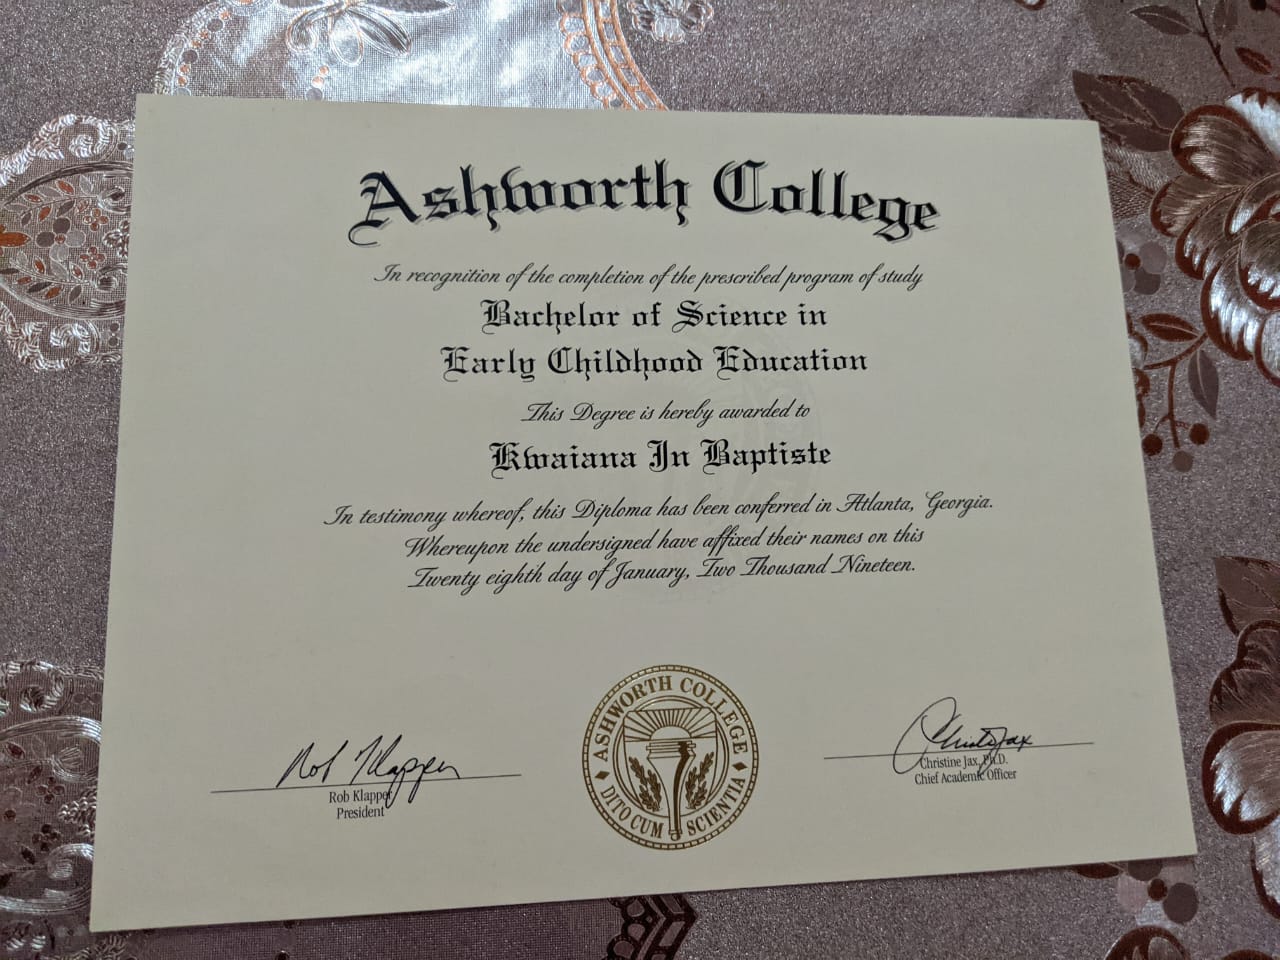 Ashworth College
In recognition of the completion of the prescribed program of study
Bachelor of Science in
Early Childhood Education
This Degree is hereby awarded to
Kwaiana Jn Baptiste
In testimony whereof, this Diploma has been conferred in Atlanta, Georgia.
Whereupon the undersigned have affixed their names on this
Twenty eighth day of January, Two Thousand Nineteen.
Rob Klapper
Rob Klapper
President
ASHWORTH COLLEGE
DITO CUM SCIENTIA
Christine Jax
Christine Jax, Ph.D.
Chief Academic Officer